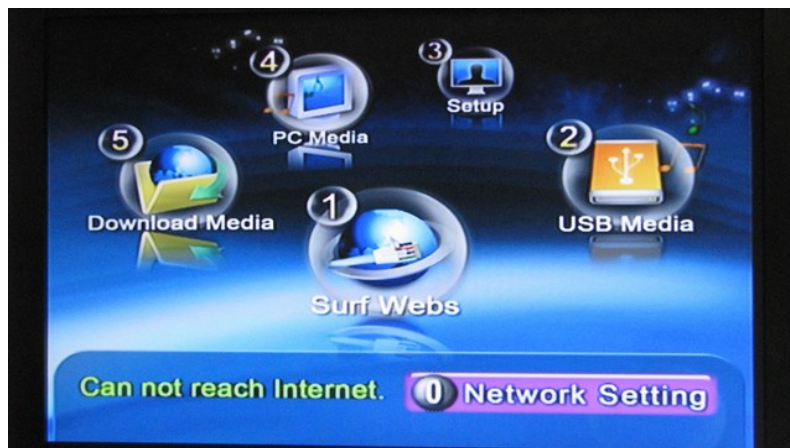 4
PC Media
3
Setup
5
Download Media
2
USB Media
1
Surf Webs
Can not reach Internet.
0 Network Setting